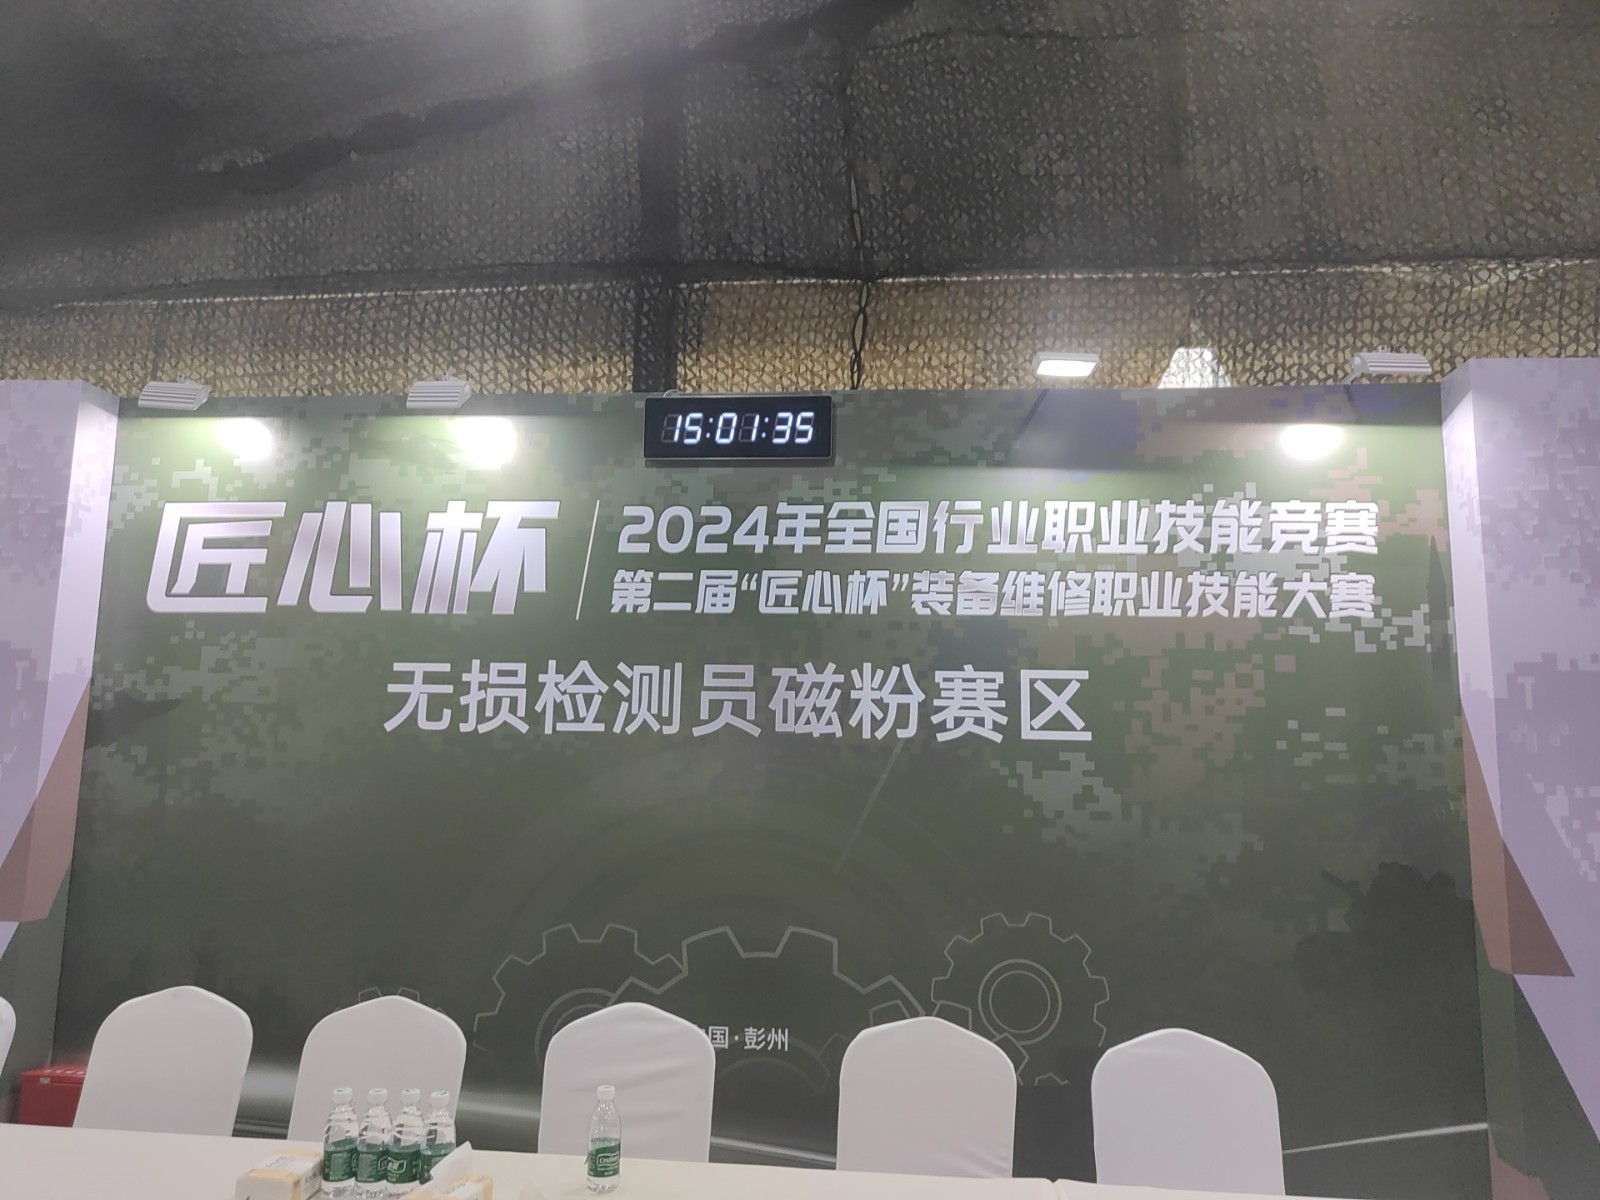 15:01:35
匠心杯
2024年全国行业职业技能竞赛
第二届“匠心杯”装备维修职业技能大赛
无损检测员磁粉赛区
国·彭州